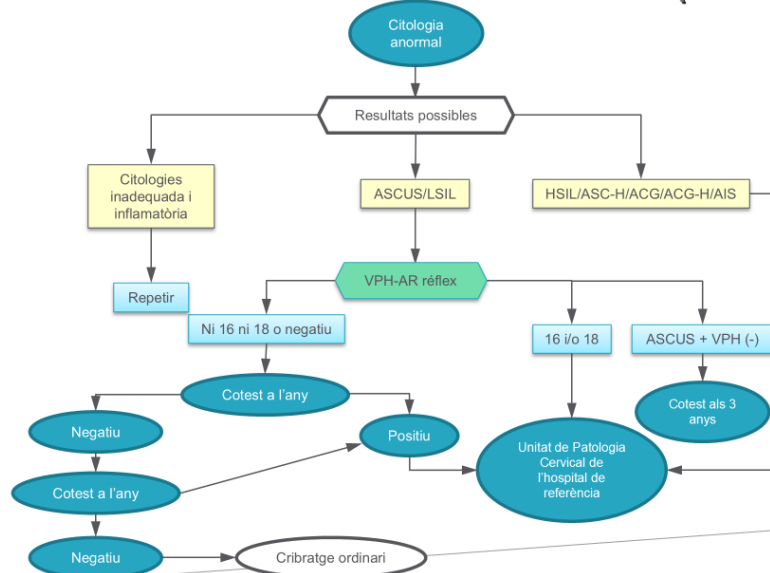 Citologia
anormal
Resultats possibles
Citologies
inadequada i
inflamatòria
ASCUS/LSIL
HSIL/ASC-H/ACG/ACG-H/AIS
VPH-AR réflex
Repetir
Ni 16 ni 18 o negatiu
16 i/o 18
ASCUS + VPH (-)
Cotest a l’any
Cotest als 3
anys
Negatiu
Positiu
Unitat de Patologia
Cervical de
l’hospital de
referència
Cotest a l’any
Negatiu
Cribratge ordinari